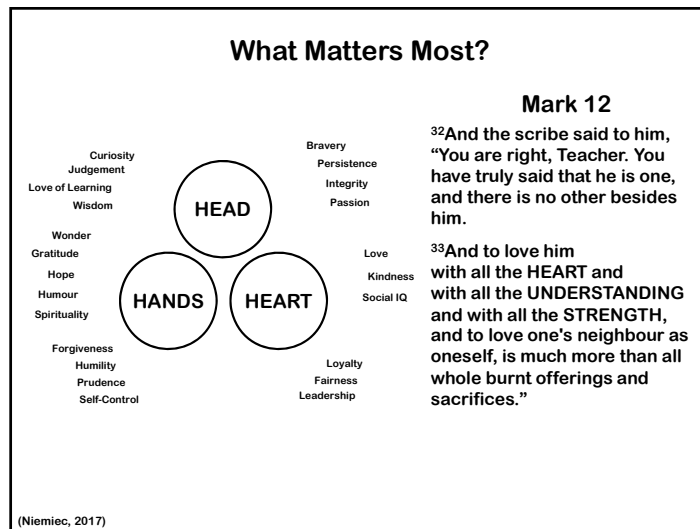 What Matters Most?
Curiosity
Judgement
Love of Learning
Wisdom
Wonder
Gratitude
Hope
Humour
Spirituality
Forgiveness
Humility
Prudence
Self-Control
HEAD
HANDS
HEART
Bravery
Persistence
Integrity
Passion
Love
Kindness
Social IQ
Loyalty
Fairness
Leadership
Mark 12
32And the scribe said to him,
“You are right, Teacher. You
have truly said that he is one,
and there is no other besides
him.
33And to love him
with all the HEART and
with all the UNDERSTANDING
and with all the STRENGTH,
and to love one's neighbour as
oneself, is much more than all
whole burnt offerings and
sacrifices.”
(Niemiec, 2017)